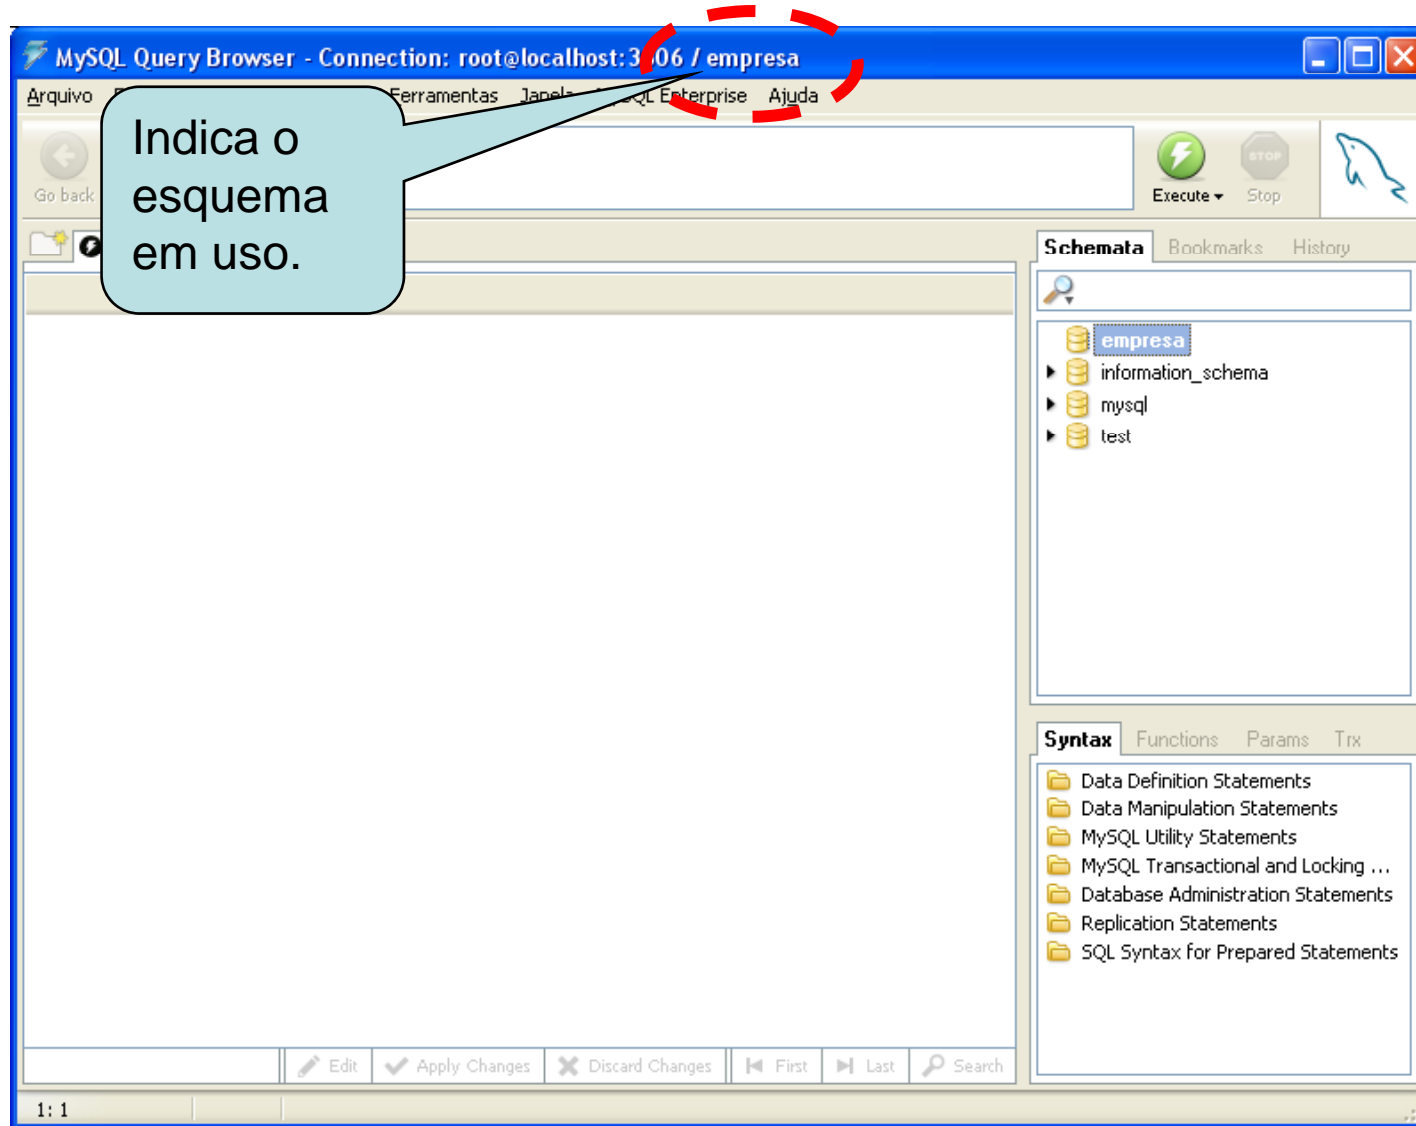 MySQL Query Browser - Connection: root@localhost:3306 / empresa
Arquivo Ferramentas Janela MySQL Enterprise Ajuda
Indica o
esquema
em uso.
Go back
Execute
STOP
Stop
Schemata Bookmarks History
empresa
information_schema
mysql
test
Syntax Functions Params Trx
Data Definition Statements
Data Manipulation Statements
MySQL Utility Statements
MySQL Transactional and Locking ...
Database Administration Statements
Replication Statements
SQL Syntax for Prepared Statements
Edit Apply Changes Discard Changes First Last Search
1: 1